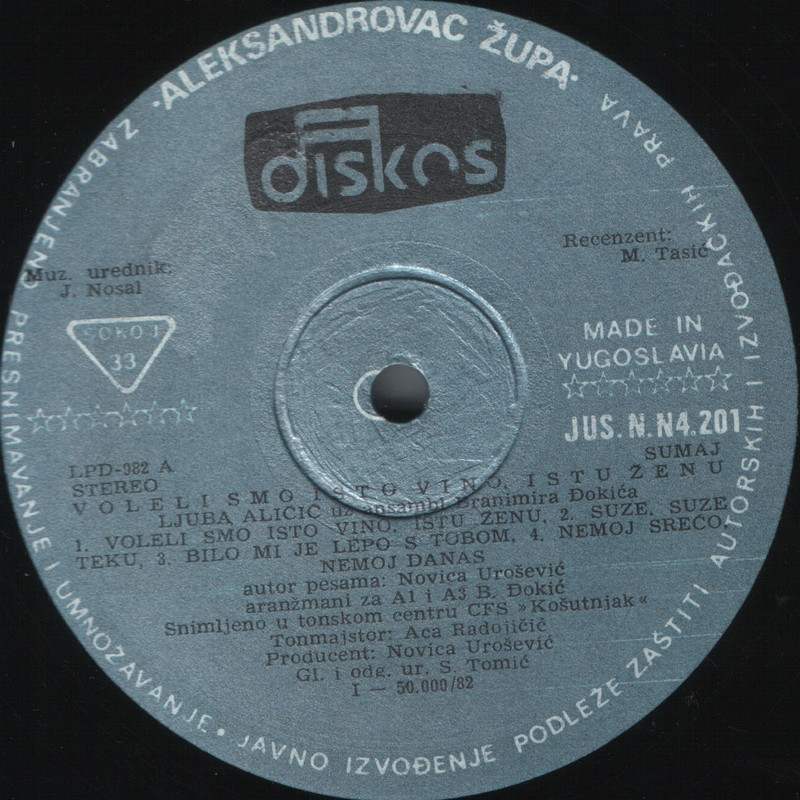 ·ALEKSANDROVAC ŽUPA·
diskos
Muz. urednik:
J. Nosal
Recenzent:
M. Tasić
SOKOJ
33
MADE IN
YUGOSLAVIA
JUS.N.N4.201
LPD-982 A
SUMAJ
STEREO
VOLELI SMO ISTO VINO, ISTU ŽENU
LJUBA ALIČIĆ uz ansambl Branimira Đokića
1. VOLELI SMO ISTO VINO, ISTU ŽENU, 2. SUZE, SUZE
TEKU, 3. BILO MI JE LEPO S TOBOM, 4. NEMOJ SREĆO,
NEMOJ DANAS
autor pesama: Novica Urošević
aranžmani za A1 i A3 B. Đokić
Snimljeno u tonskom centru CFS »Košutnjak«
Tonmajstor: Aca Radojičić
Producent: Novica Urošević
Gl. i odg. ur. S. Tomić
I — 50.000/82
ZABRANJENO PRESNIMAVANJE I UMNOZAVANJE • JAVNO IZVOĐENJE PODLEŽE ZAŠTITI AUTORSKIH I IZVOĐAČKIH PRAVA